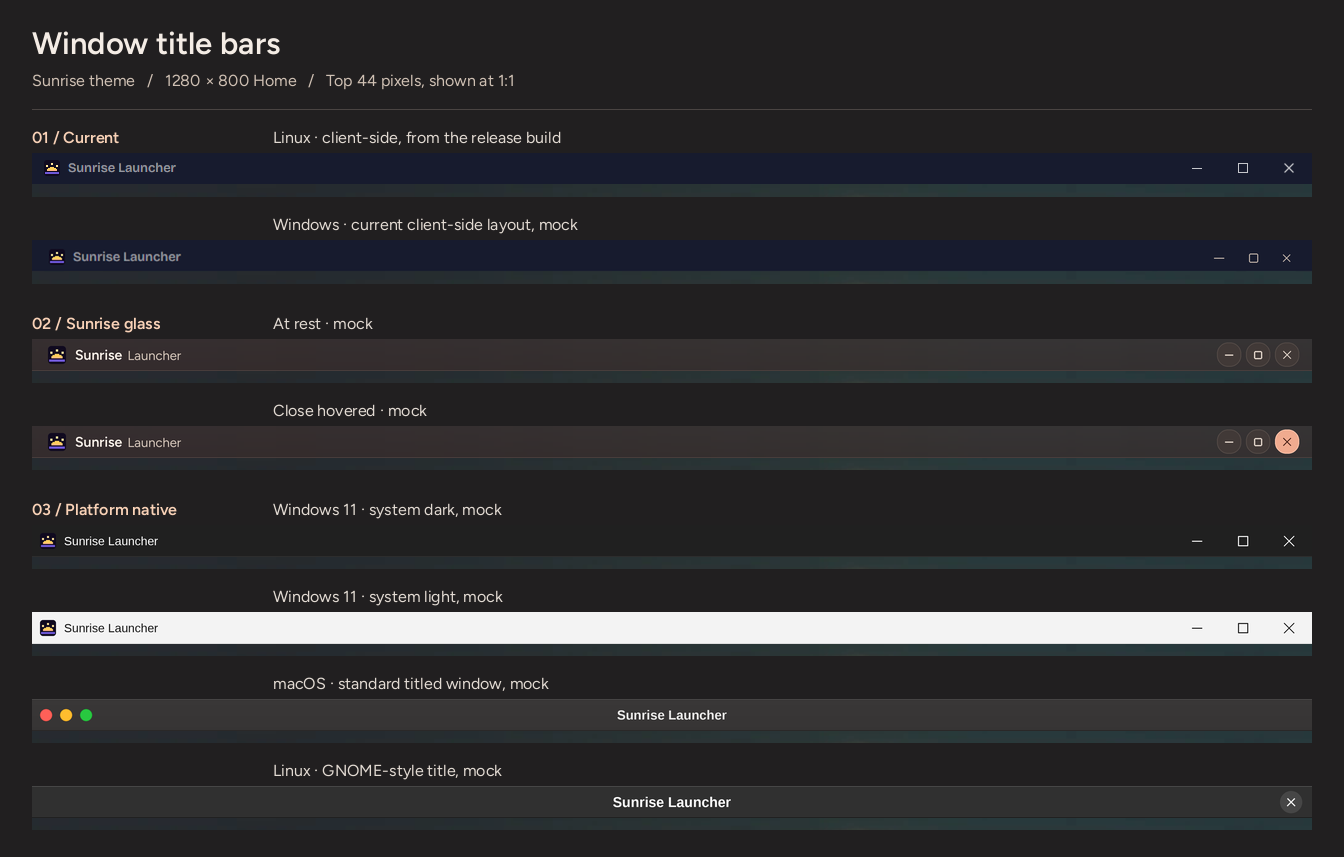 Window title bars
Sunrise theme / 1280 × 800 Home / Top 44 pixels, shown at 1:1
01 / Current Linux · client-side, from the release build
Sunrise Launcher
Windows · current client-side layout, mock
Sunrise Launcher
02 / Sunrise glass At rest · mock
Sunrise Launcher
Close hovered · mock
Sunrise Launcher
03 / Platform native Windows 11 · system dark, mock
Sunrise Launcher
Windows 11 · system light, mock
Sunrise Launcher
macOS · standard titled window, mock
Sunrise Launcher
Linux · GNOME-style title, mock
Sunrise Launcher